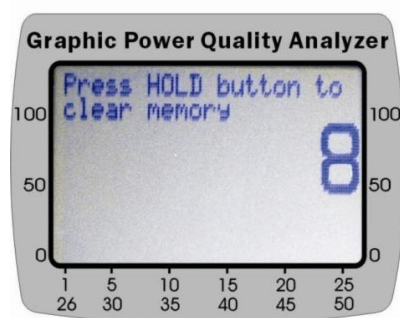 Graphic Power Quality Analyzer
Press HOLD button to
clear memory
100 100
8
50 50
0 0
1 5 10 15 20 25
26 30 35 40 45 50